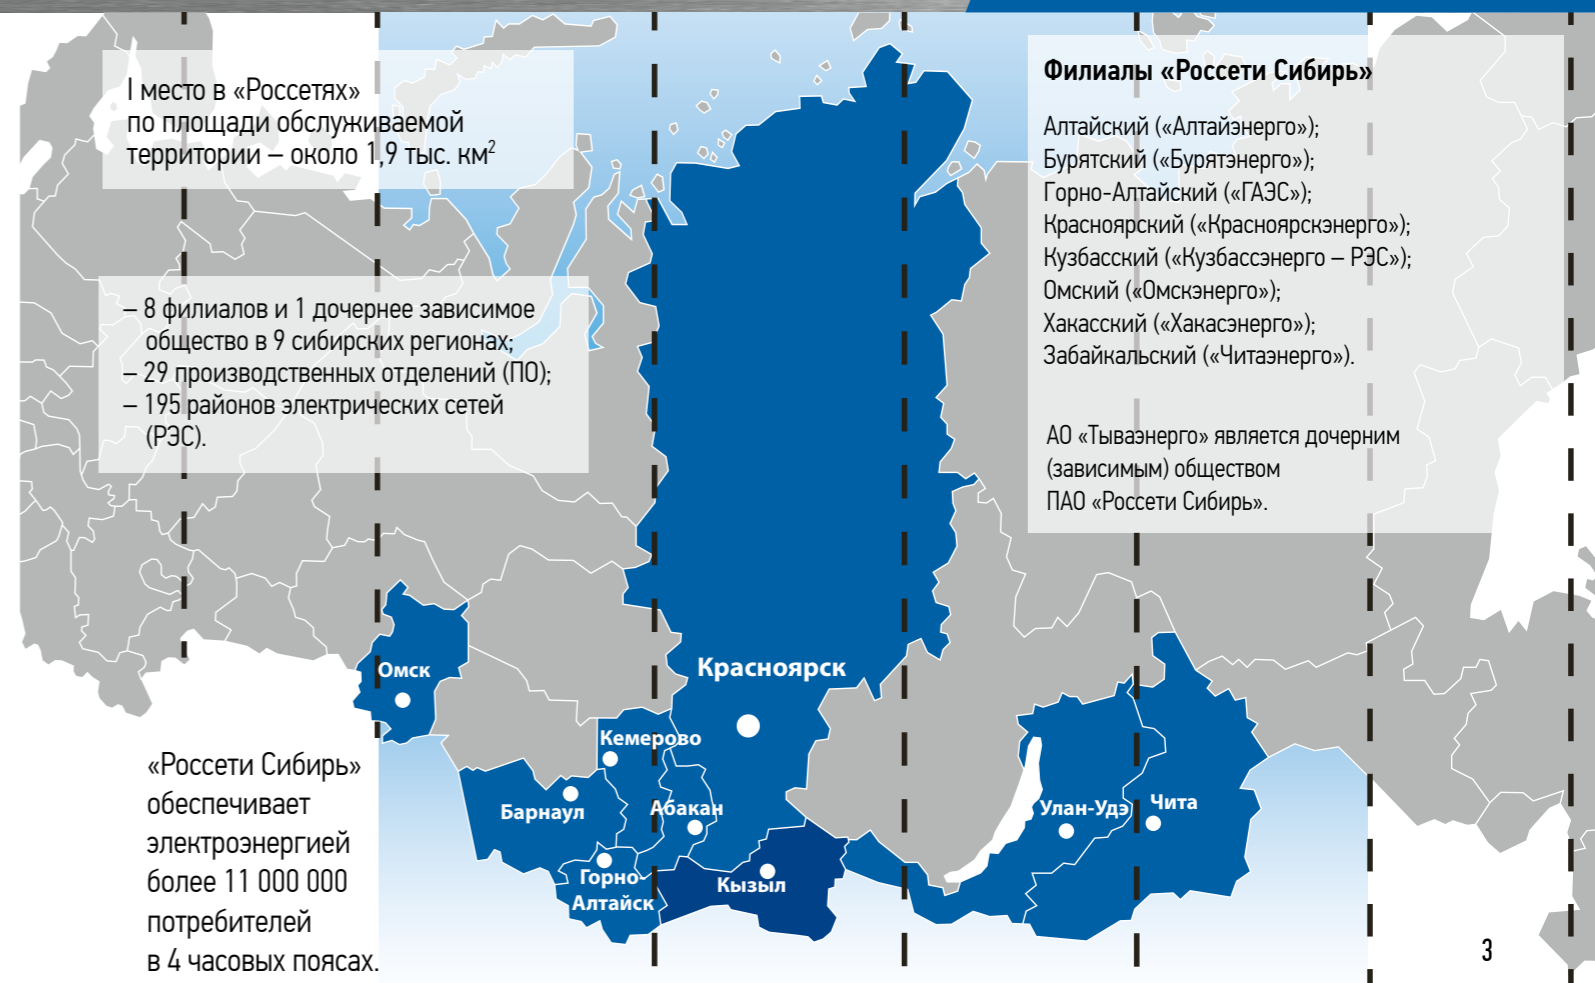 I место в «Россетях»
по площади обслуживаемой
территории – около 1,9 тыс. км²
– 8 филиалов и 1 дочернее зависимое
общество в 9 сибирских регионах;
– 29 производственных отделений (ПО);
– 195 районов электрических сетей
(РЭС).
Филиалы «Россети Сибирь»
Алтайский («Алтайэнерго»);
Бурятский («Бурятэнерго»);
Горно-Алтайский («ГАЭС»);
Красноярский («Красноярскэнерго»);
Кузбасский («Кузбассэнерго – РЭС»);
Омский («Омскэнерго»);
Хакасский («Хакасэнерго»);
Забайкальский («Читаэнерго»).
АО «Тываэнерго» является дочерним
(зависимым) обществом
ПАО «Россети Сибирь».
Омск
Красноярск
Кемерово
Барнаул
Абакан
Горно-
Алтайск
Кызыл
Улан-Удэ
Чита
«Россети Сибирь»
обеспечивает
электроэнергией
более 11 000 000
потребителей
в 4 часовых поясах.
3